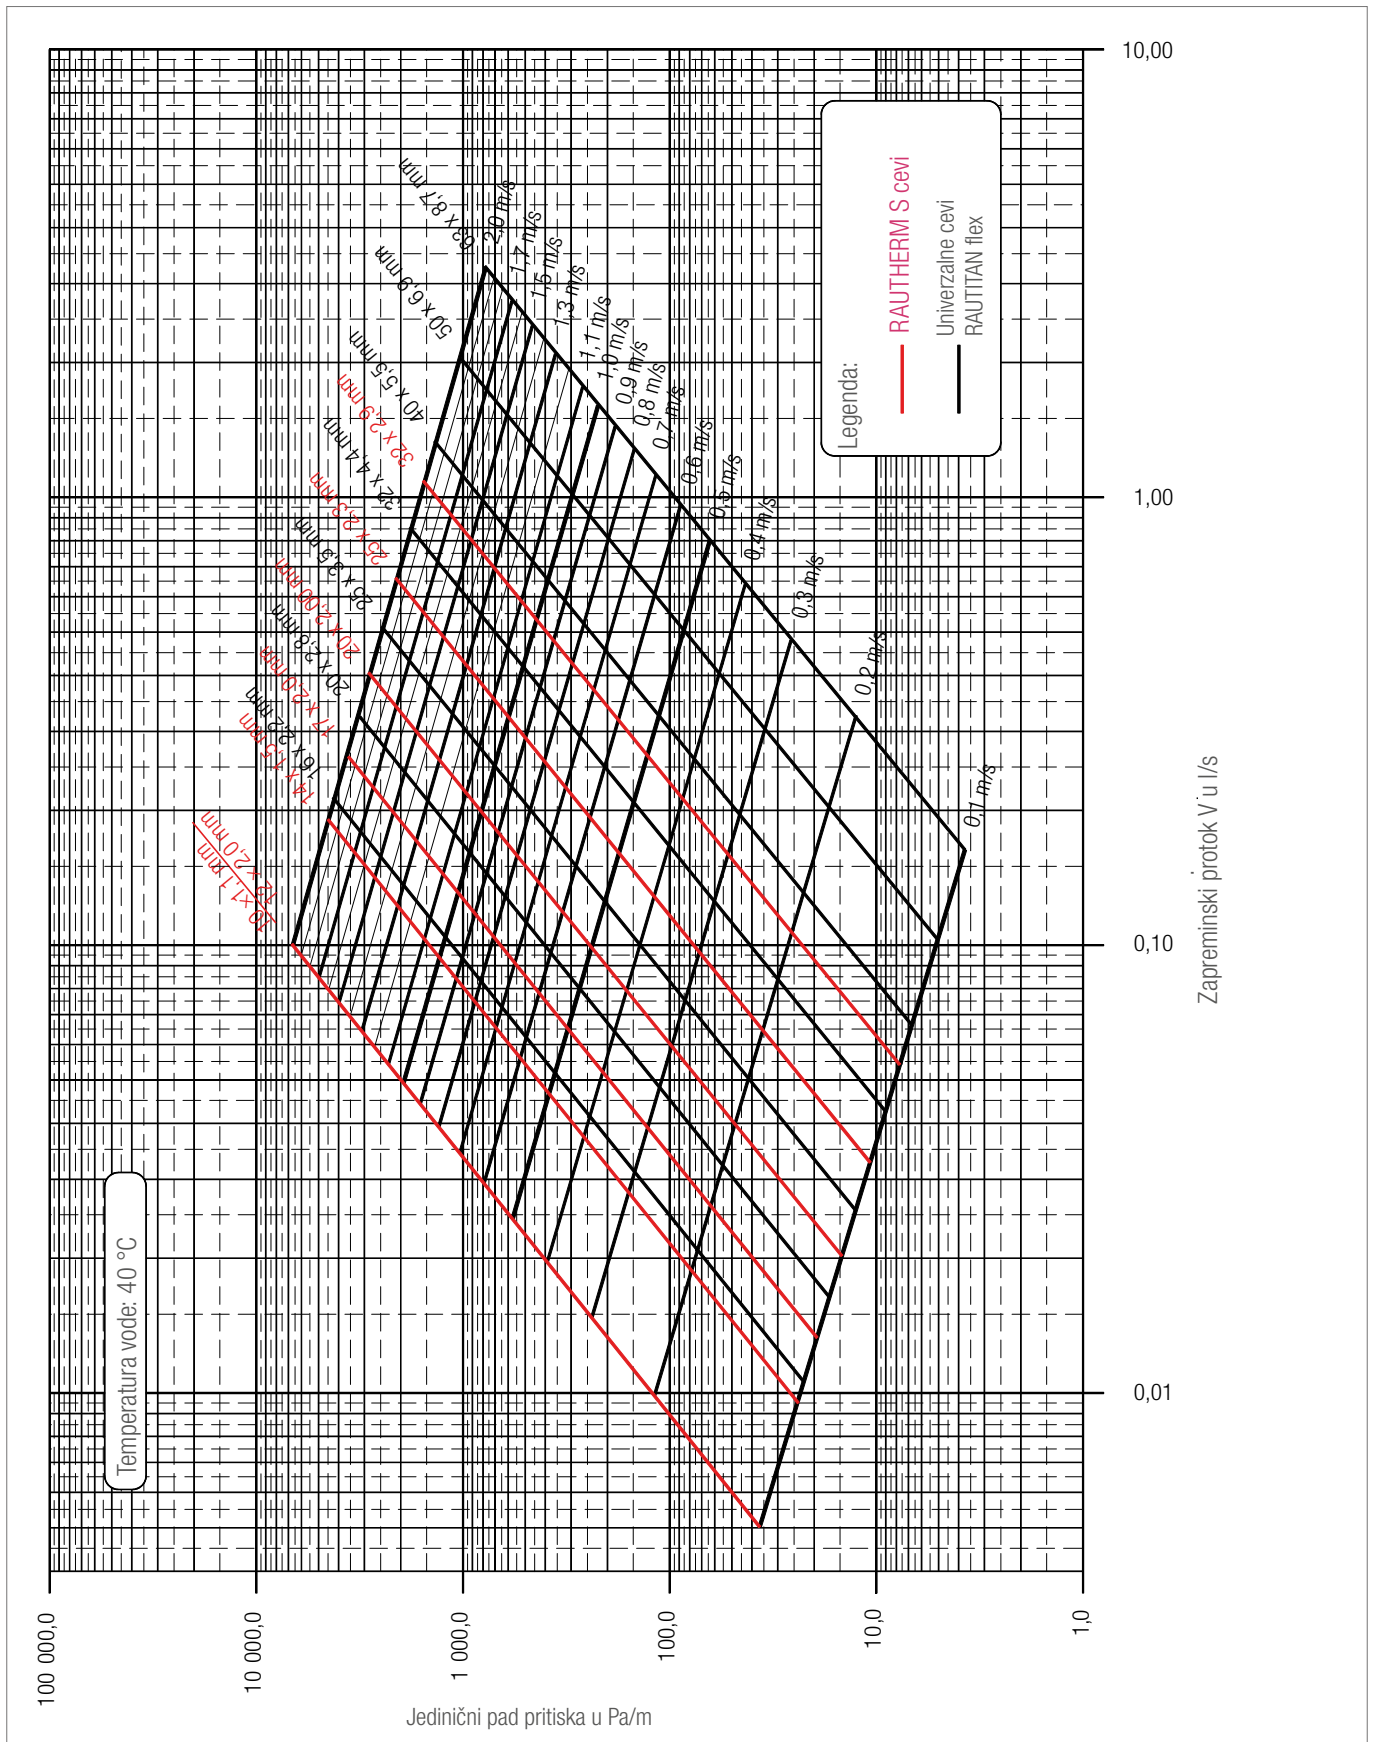 Temperatura vode: 40 °C
100 000,0
10 000,0
1 000,0
100,0
10,0
1,0
Jedinični pad pritiska u Pa/m
10,00
1,00
0,10
0,01
Zapreminski protok V u l/s
10 x 1,1 mm
12 x 2,0 mm
14 x 1,5 mm
16 x 2,2 mm
17 x 2,0 mm
20 x 2,8 mm
20 x 2,00 mm
25 x 3,5 mm
25 x 2,3 mm
32 x 4,4 mm
32 x 2,9 mm
40 x 5,5 mm
50 x 6,9 mm
63 x 8,7 mm
2,0 m/s
1,7 m/s
1,5 m/s
1,3 m/s
1,1 m/s
1,0 m/s
0,9 m/s
0,8 m/s
0,7 m/s
0,6 m/s
0,5 m/s
0,4 m/s
0,3 m/s
0,2 m/s
0,1 m/s
Legenda:
RAUTHERM S cevi
Univerzalne cevi
RAUTITAN flex